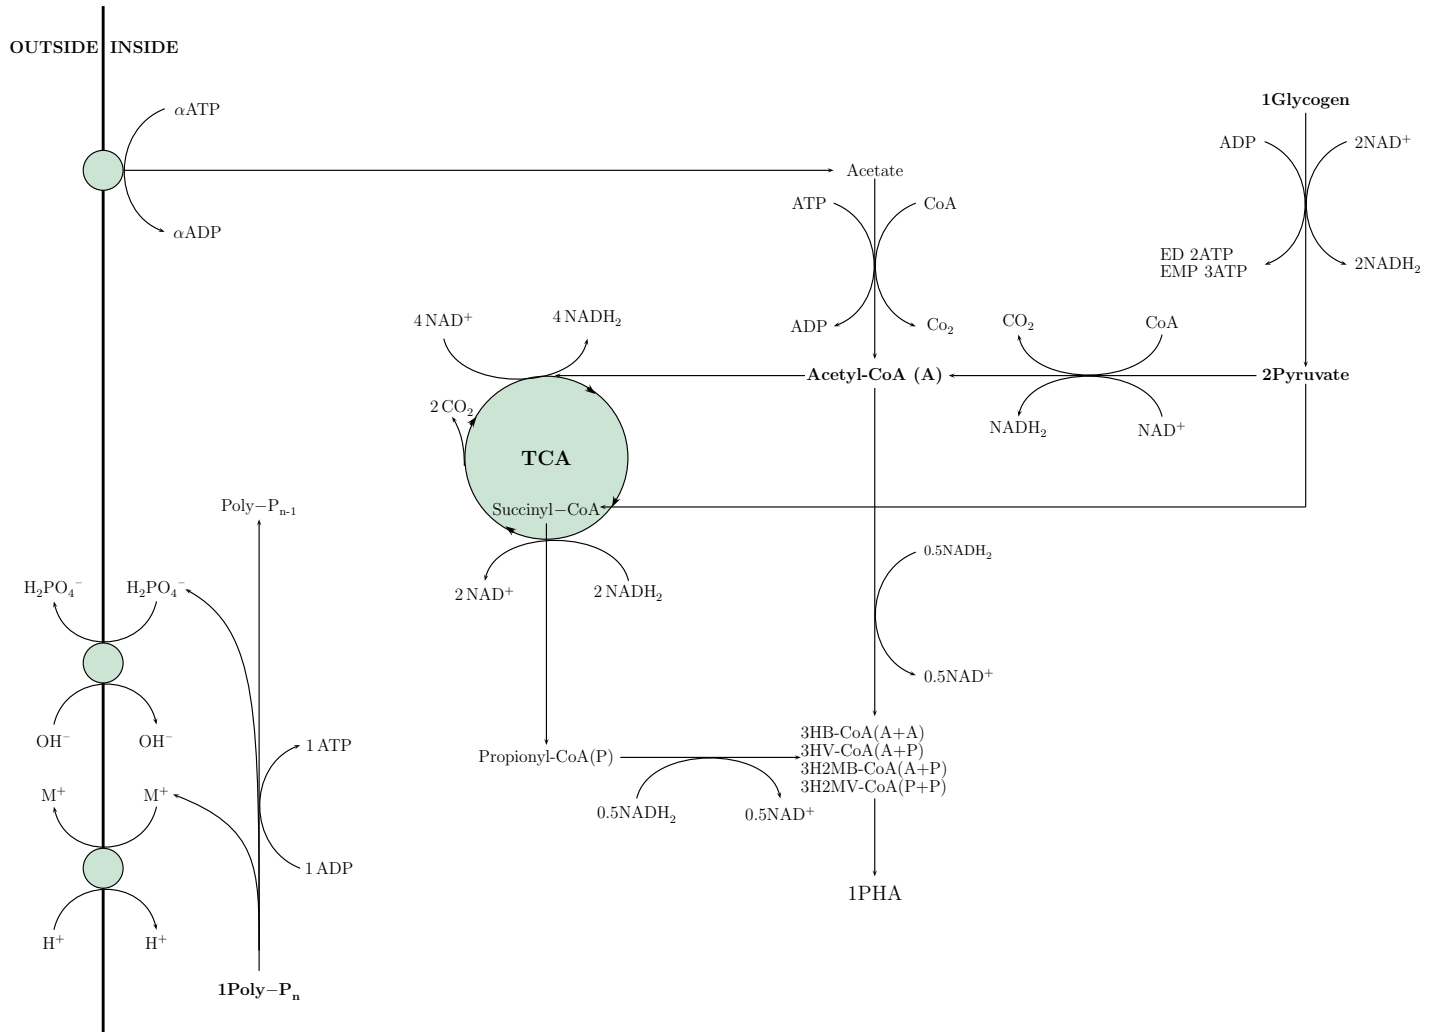 OUTSIDE INSIDE
αATP
αADP
1Glycogen
ADP
2NAD⁺
ED 2ATP
EMP 3ATP
2NADH₂
Acetate
ATP
CoA
ADP
Co₂
4 NAD⁺
4 NADH₂
Acetyl-CoA (A)
CO₂
CoA
NADH₂
NAD⁺
2Pyruvate
2 CO₂
TCA
Succinyl−CoA
2 NAD⁺
2 NADH₂
0.5NADH₂
0.5NAD⁺
Poly−Pₙ₋₁
H₂PO₄⁻
H₂PO₄⁻
OH⁻
OH⁻
1 ATP
M⁺
M⁺
1 ADP
H⁺
H⁺
1Poly−Pₙ
Propionyl-CoA(P)
0.5NADH₂
0.5NAD⁺
3HB-CoA(A+A)
3HV-CoA(A+P)
3H2MB-CoA(A+P)
3H2MV-CoA(P+P)
1PHA